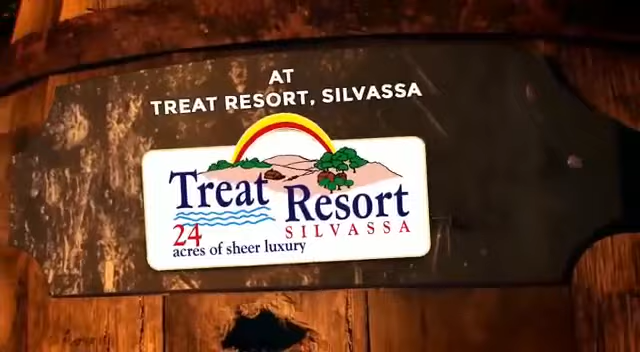 AT
TREAT RESORT, SILVASSA
Treat Resort
SILVASSA
24
acres of sheer luxury